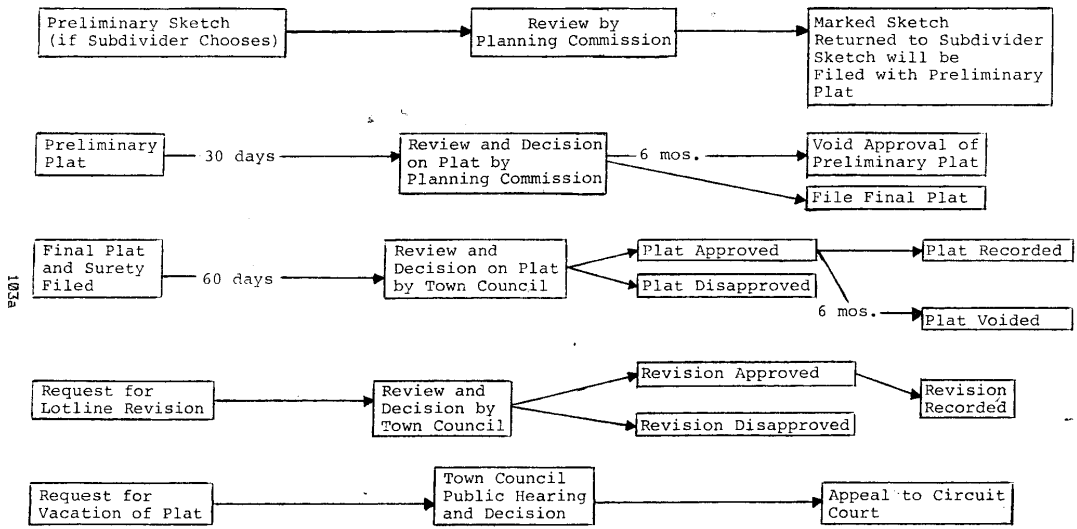 Preliminary Sketch
(if Subdivider Chooses)
Review by
Planning Commission
Marked Sketch
Returned to Subdivider
Sketch will be
Filed with Preliminary
Plat
Preliminary
Plat
30 days
Review and Decision
on Plat by
Planning Commission
6 mos.
Void Approval of
Preliminary Plat
File Final Plat
Final Plat
and Surety
Filed
60 days
Review and
Decision on Plat
by Town Council
Plat Approved
Plat Disapproved
Plat Recorded
6 mos.
Plat Voided
103a
Request for
Lotline Revision
Review and
Decision by
Town Council
Revision Approved
Revision Disapproved
Revision
Recorded
Request for
Vacation of Plat
Town Council
Public Hearing
and Decision
Appeal to Circuit
Court